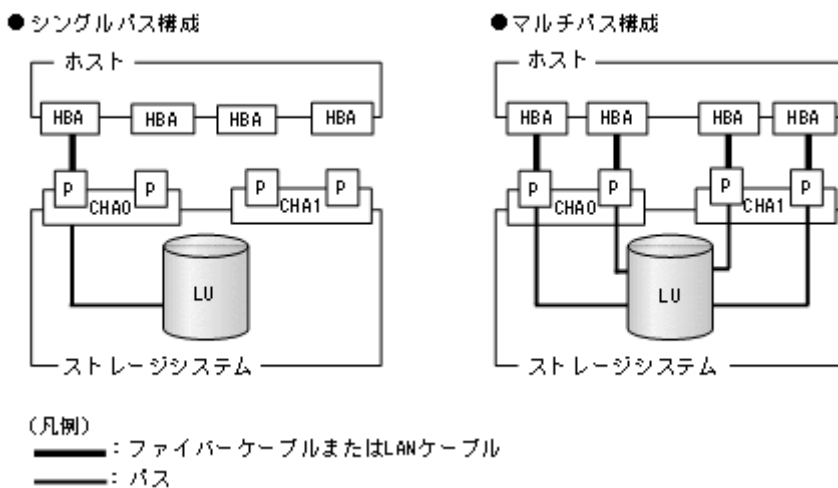 ●シングルパス構成
ホスト
HBA HBA HBA HBA
P P P P
CHA0 CHA1
LU
ストレージシステム
●マルチパス構成
ホスト
HBA HBA HBA HBA
P P P P
CHA0 CHA1
LU
ストレージシステム
(凡例)
:ファイバーケーブルまたはLANケーブル
:パス